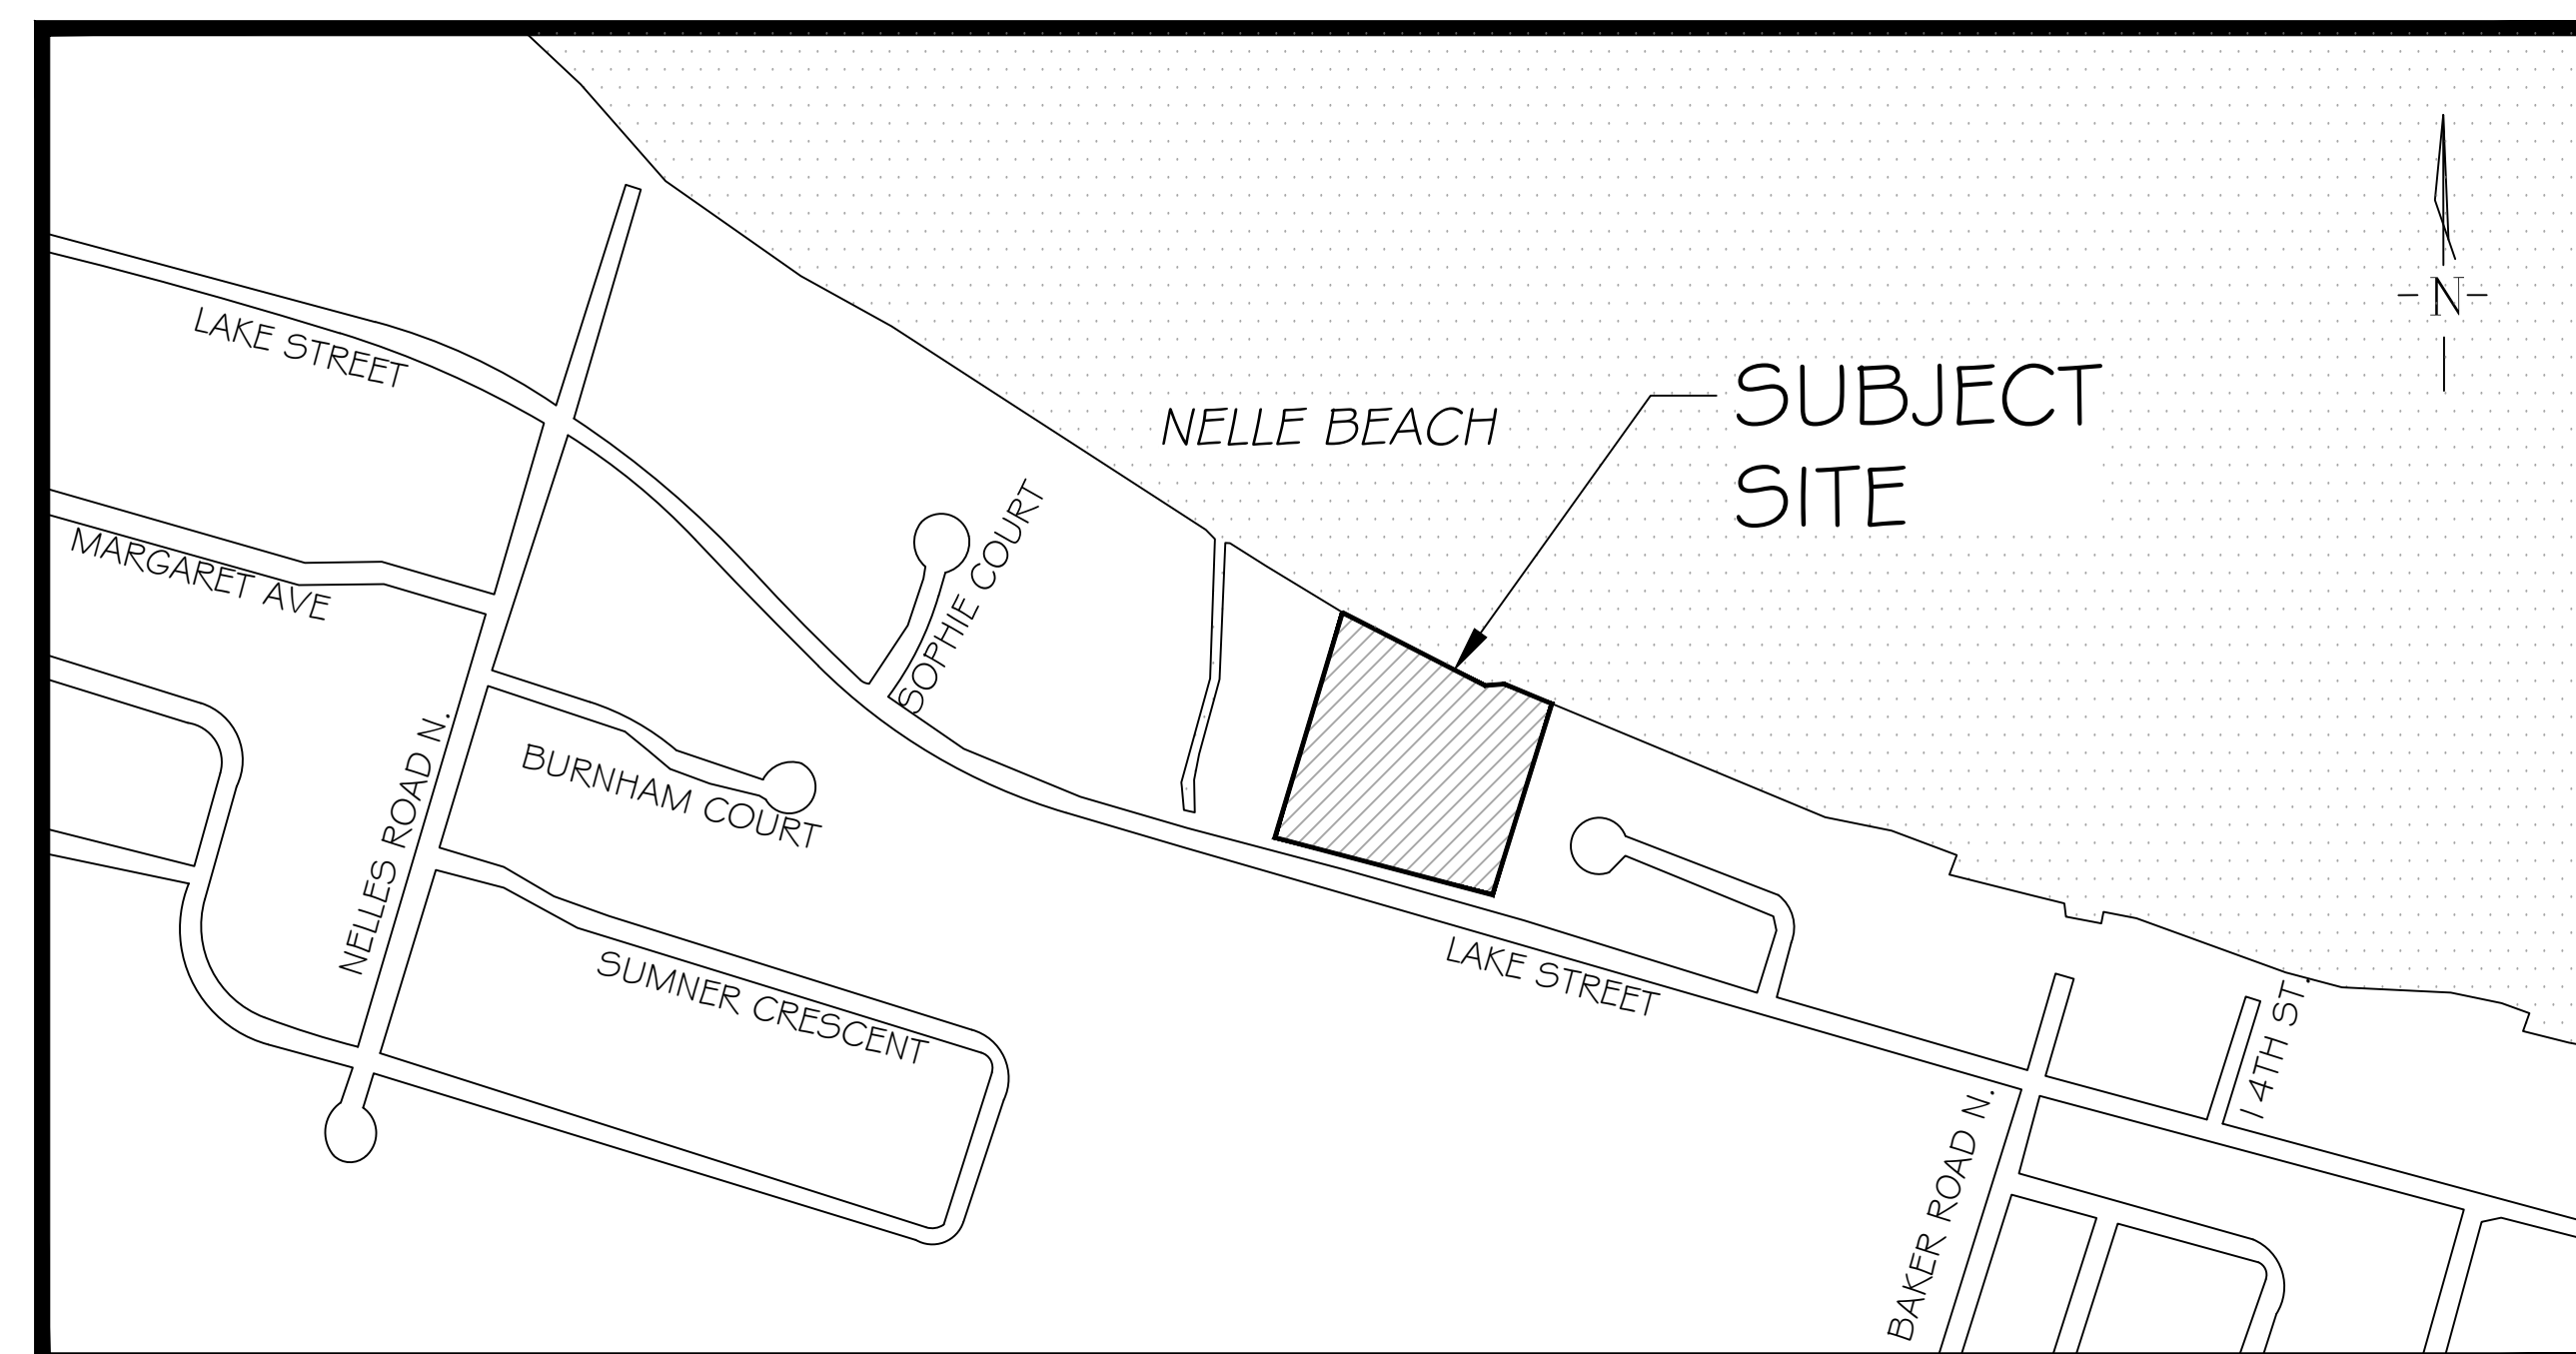 N
LAKE STREET
SUBJECT
SITE
NELLE BEACH
MARGARET AVE
SOPHIE COURT
NELLES ROAD N.
BURNHAM COURT
SUMNER CRESCENT
LAKE STREET
14TH ST.
BAKER ROAD N.